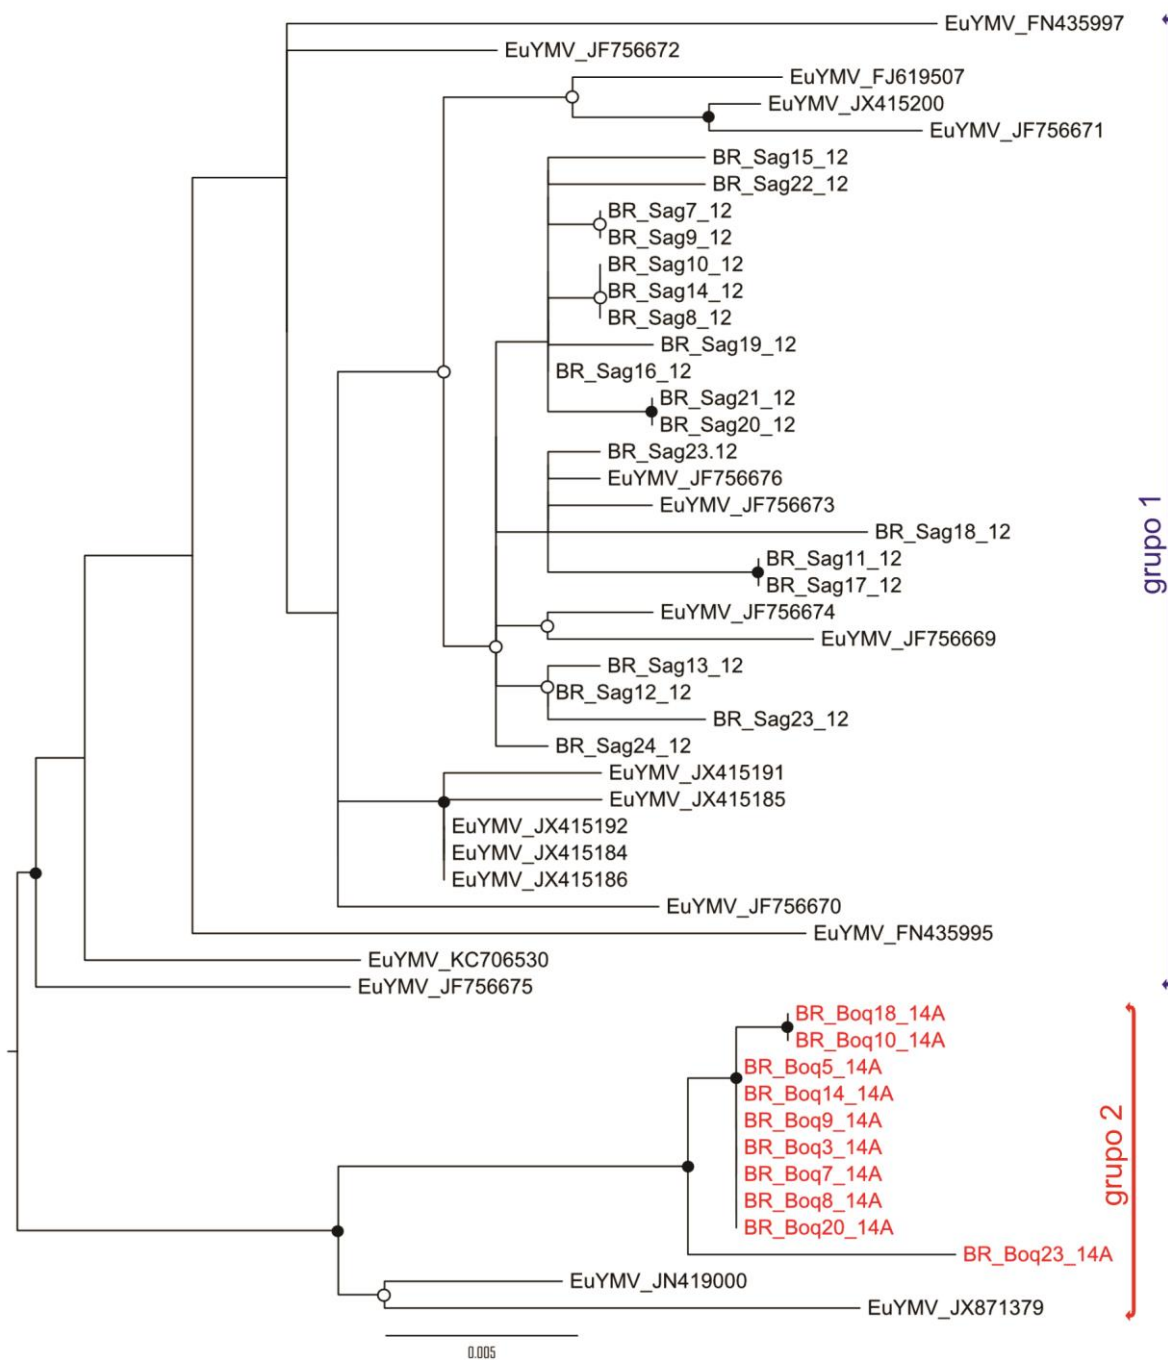 EuYMV_FN435997
EuYMV_JF756672
EuYMV_FJ619507
EuYMV_JX415200
EuYMV_JF756671
BR_Sag15_12
BR_Sag22_12
BR_Sag7_12
BR_Sag9_12
BR_Sag10_12
BR_Sag14_12
BR_Sag8_12
BR_Sag19_12
BR_Sag16_12
BR_Sag21_12
BR_Sag20_12
BR_Sag23.12
EuYMV_JF756676
EuYMV_JF756673
BR_Sag18_12
BR_Sag11_12
BR_Sag17_12
EuYMV_JF756674
EuYMV_JF756669
BR_Sag13_12
BR_Sag12_12
BR_Sag23_12
BR_Sag24_12
EuYMV_JX415191
EuYMV_JX415185
EuYMV_JX415192
EuYMV_JX415184
EuYMV_JX415186
EuYMV_JF756670
EuYMV_FN435995
EuYMV_KC706530
EuYMV_JF756675
grupo 1
BR_Boq18_14A
BR_Boq10_14A
BR_Boq5_14A
BR_Boq14_14A
BR_Boq9_14A
BR_Boq3_14A
BR_Boq7_14A
BR_Boq8_14A
BR_Boq20_14A
BR_Boq23_14A
EuYMV_JN419000
EuYMV_JX871379
grupo 2
0.005